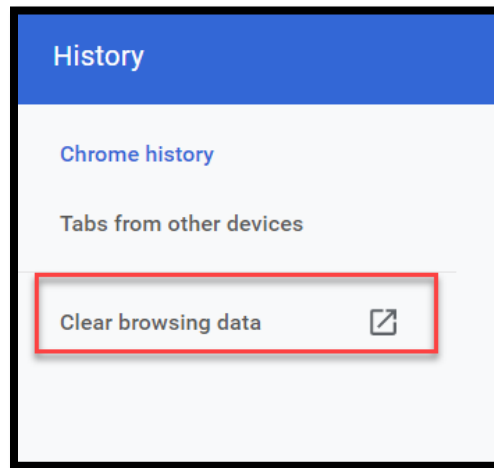 History
Chrome history
Tabs from other devices
Clear browsing data